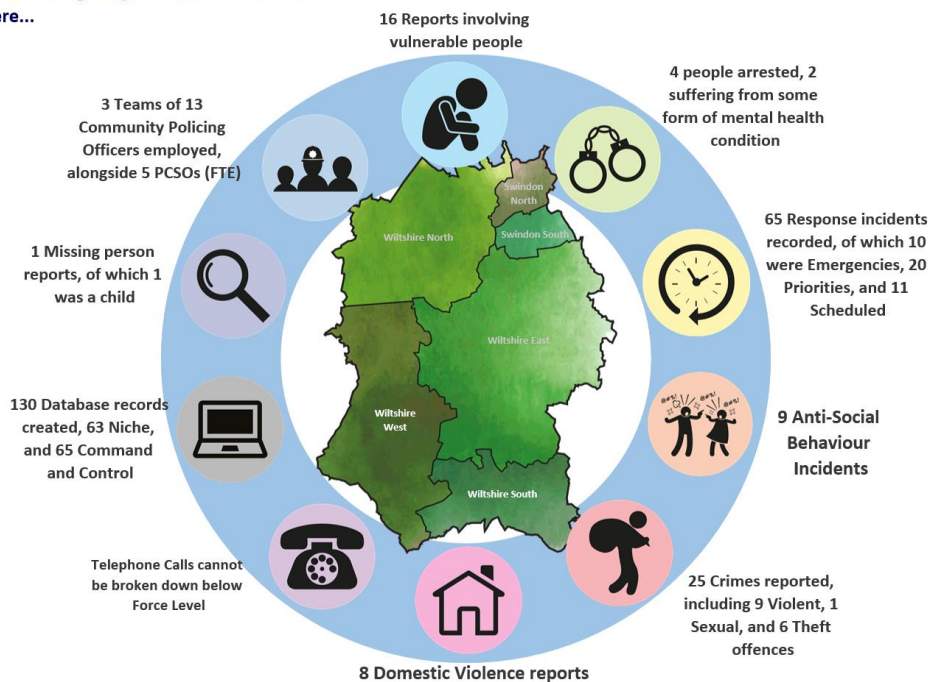 ere...
16 Reports involving
vulnerable people
4 people arrested, 2
suffering from some
form of mental health
condition
65 Response incidents
recorded, of which 10
were Emergencies, 20
Priorities, and 11
Scheduled
9 Anti-Social
Behaviour
Incidents
25 Crimes reported,
including 9 Violent, 1
Sexual, and 6 Theft
offences
8 Domestic Violence reports
Telephone Calls cannot
be broken down below
Force Level
130 Database records
created, 63 Niche,
and 65 Command
and Control
1 Missing person
reports, of which 1
was a child
3 Teams of 13
Community Policing
Officers employed,
alongside 5 PCSOs (FTE)
Swindon
North
Swindon South
Wiltshire North
Wiltshire East
Wiltshire
West
Wiltshire South
@#%!
@#%!
@#%!
@#%!